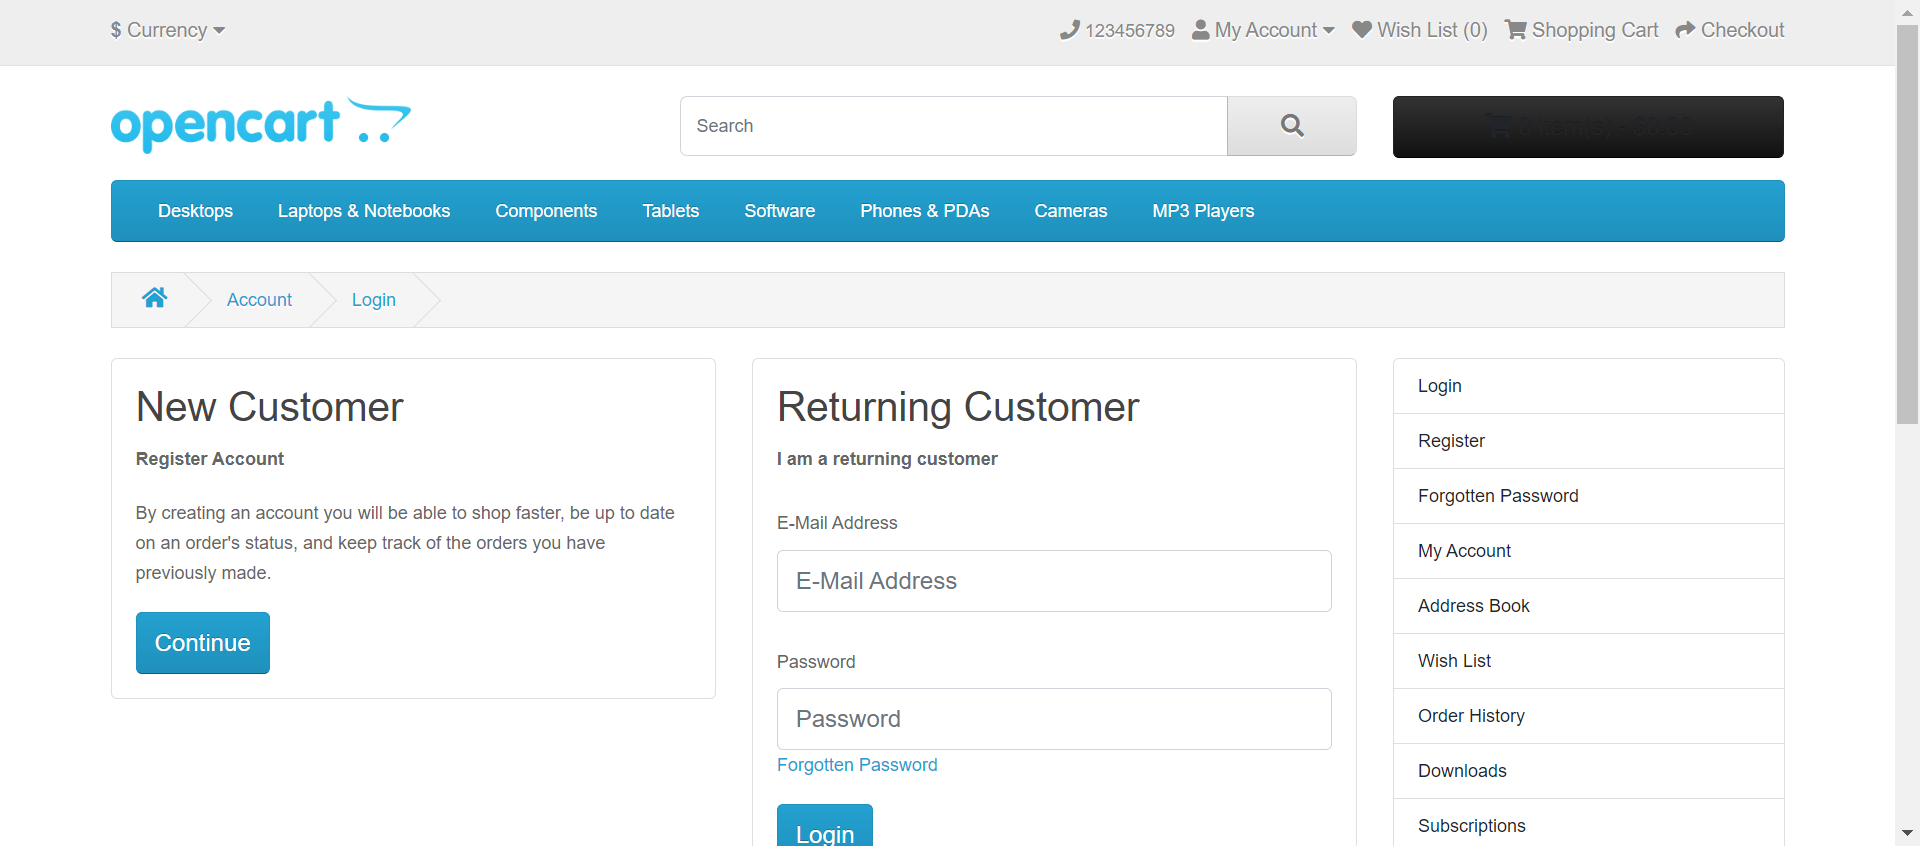 $ Currency
123456789 My Account Wish List (0) Shopping Cart Checkout
opencart
Search
0 item(s) - $0.00
Desktops Laptops & Notebooks Components Tablets Software Phones & PDAs Cameras MP3 Players
Account Login
New Customer
Register Account
By creating an account you will be able to shop faster, be up to date
on an order's status, and keep track of the orders you have
previously made.
Continue
Returning Customer
I am a returning customer
E-Mail Address
E-Mail Address
Password
Password
Forgotten Password
Login
Login
Register
Forgotten Password
My Account
Address Book
Wish List
Order History
Downloads
Subscriptions